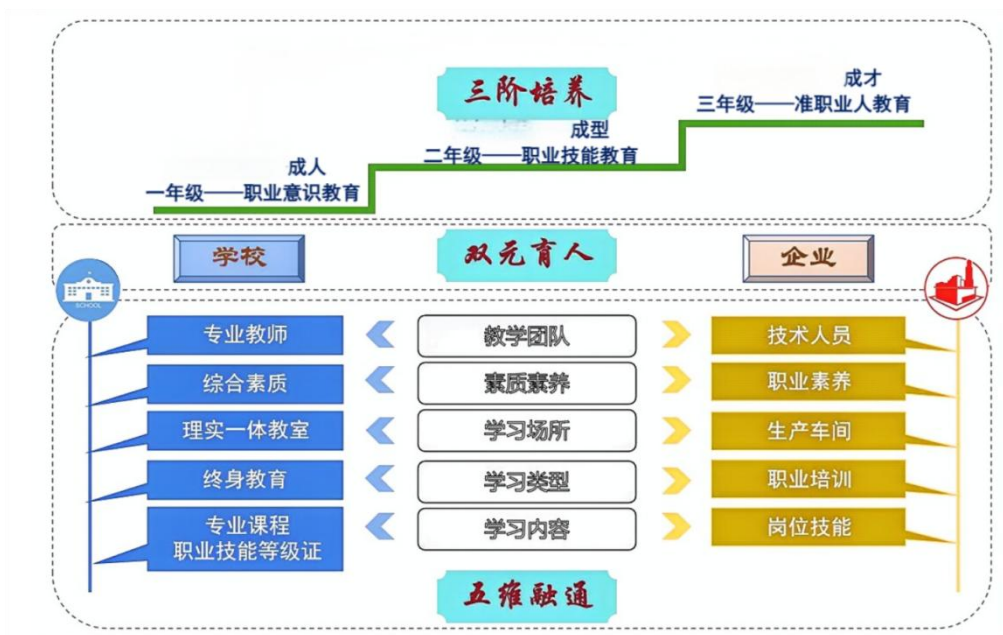 三阶培养
成才
三年级——准职业人教育
成型
二年级——职业技能教育
成人
一年级——职业意识教育
学校
双元育人
企业
SCHOOL
专业教师
教学团队
技术人员
综合素质
素质素养
职业素养
理实一体教室
学习场所
生产车间
终身教育
学习类型
职业培训
专业课程
职业技能等级证
学习内容
岗位技能
五维融通